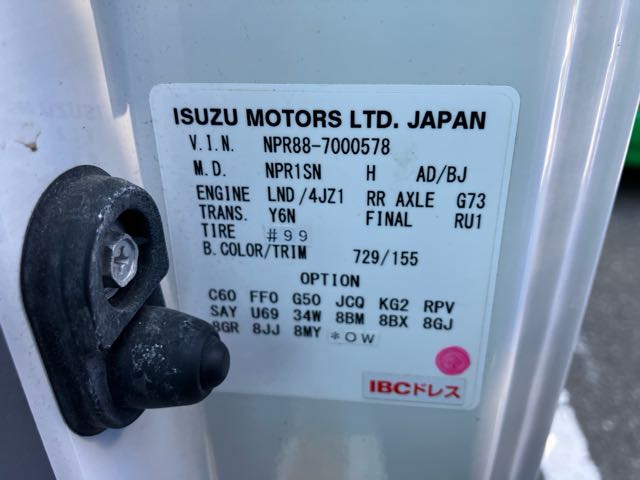 ISUZU MOTORS LTD. JAPAN
V.I.N. NPR88-7000578
M.D. NPR1SN H AD/BJ
ENGINE LND/4JZ1 RR AXLE G73
TRANS. Y6N FINAL RU1
TIRE #99
B.COLOR/TRIM 729/155
OPTION
C60 FF0 G50 JCQ KG2 RPV
SAY U69 34W 8BM 8BX 8GJ
8GR 8JJ 8MY *0W
IBCドレス